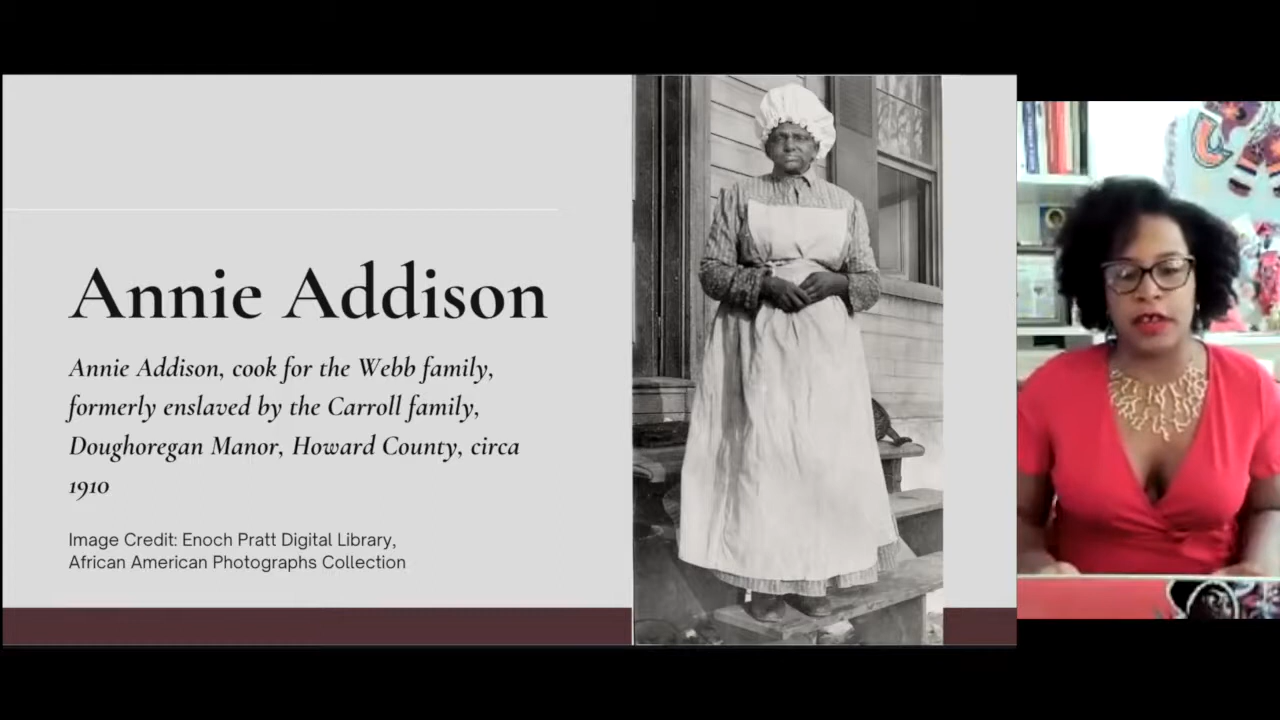 Annie Addison
Annie Addison, cook for the Webb family,
formerly enslaved by the Carroll family,
Doughoregan Manor, Howard County, circa
1910
Image Credit: Enoch Pratt Digital Library,
African American Photographs Collection